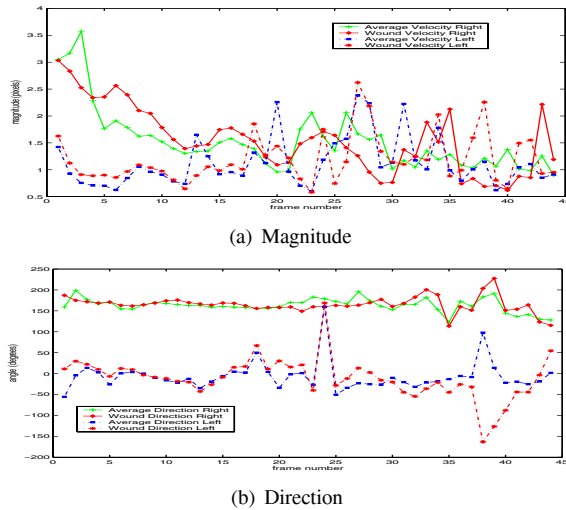 4
3.5
3
2.5
2
1.5
1
0.5
magnitude (pixels)
Average Velocity Right
Wound Velocity Right
Average Velocity Left
Wound Velocity Left
0 5 10 15 20 25 30 35 40 45
frame number
(a) Magnitude
250
200
150
100
50
0
−50
−100
−150
−200
angle (degrees)
Average Direction Right
Wound Direction Right
Average Direction Left
Wound Direction Left
0 5 10 15 20 25 30 35 40 45
frame number
(b) Direction